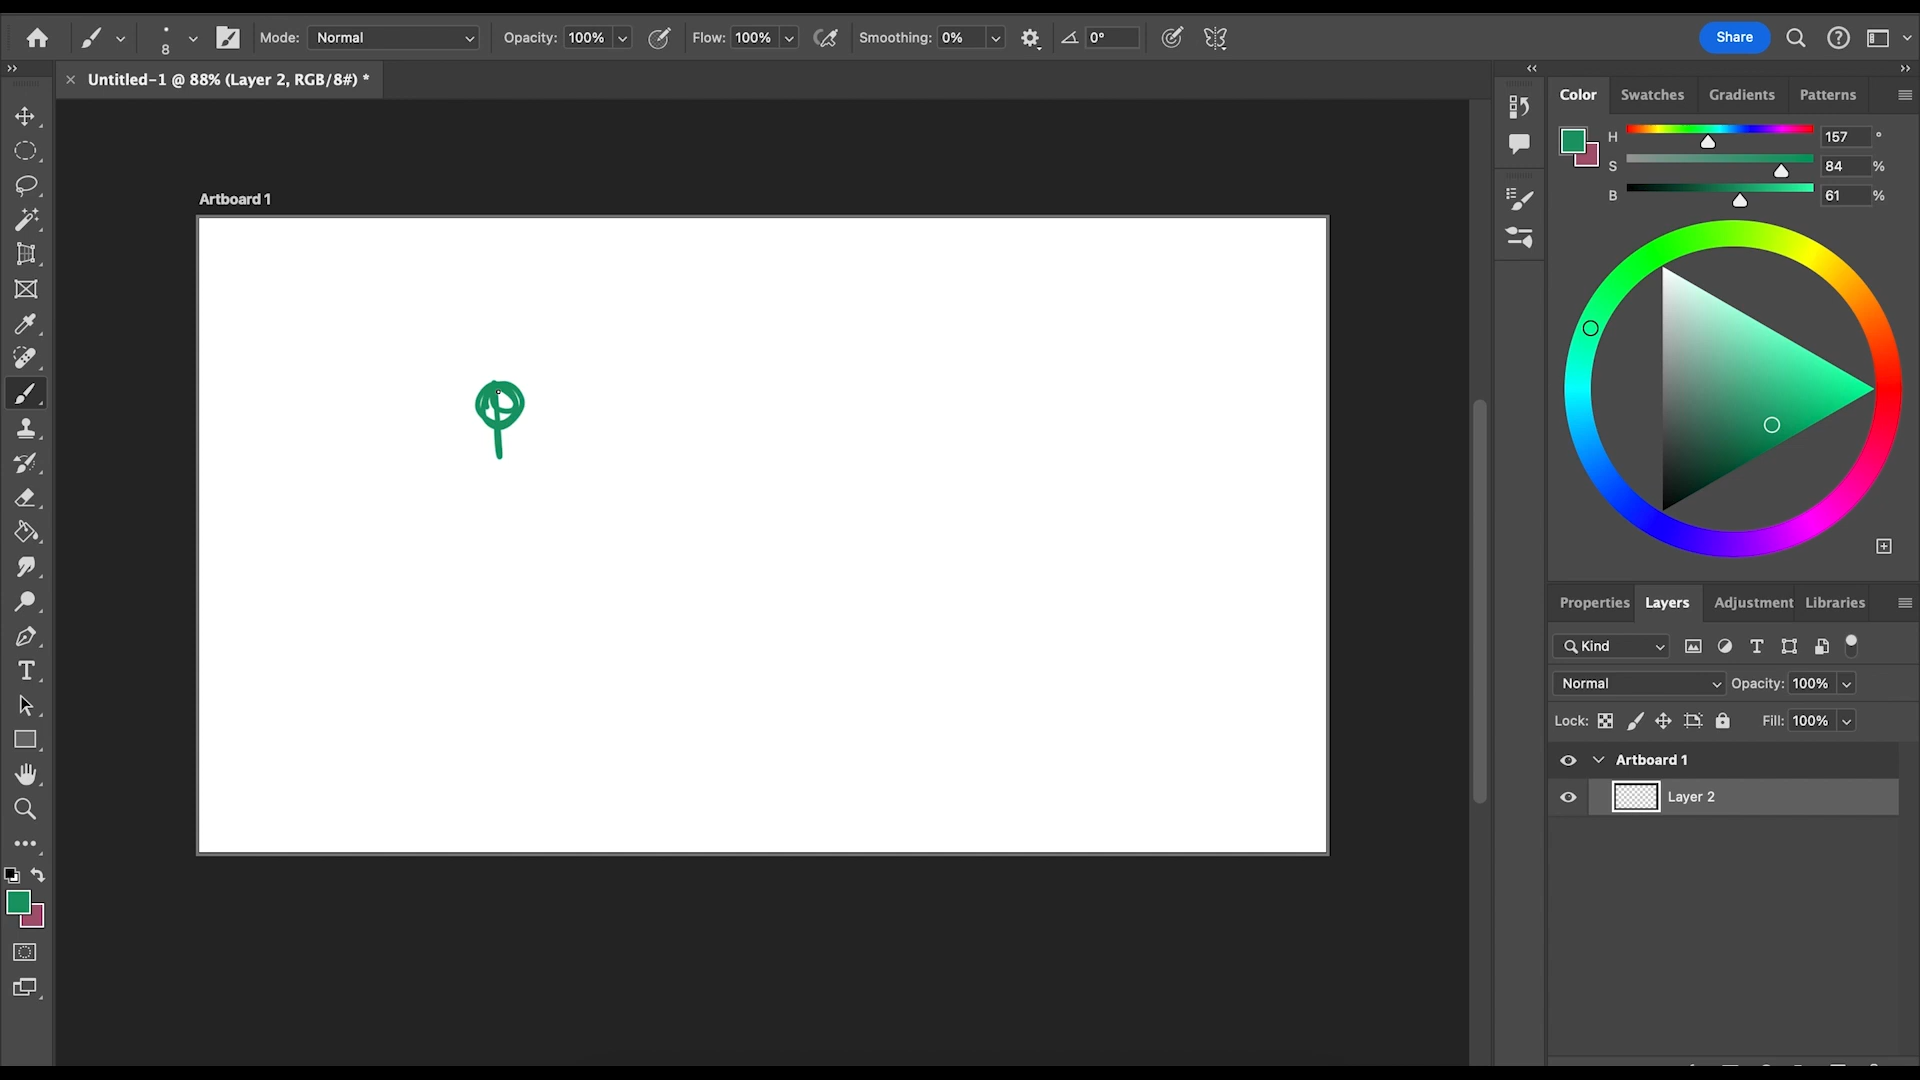 8 Mode: Normal Opacity: 100% Flow: 100% Smoothing: 0% 0° Share
Untitled-1 @ 88% (Layer 2, RGB/8#) *
Color Swatches Gradients Patterns
H 157 °
S 84 %
B 61 %
Artboard 1
Properties Layers Adjustment Libraries
Kind
Normal Opacity: 100%
Lock: Fill: 100%
Artboard 1
Layer 2